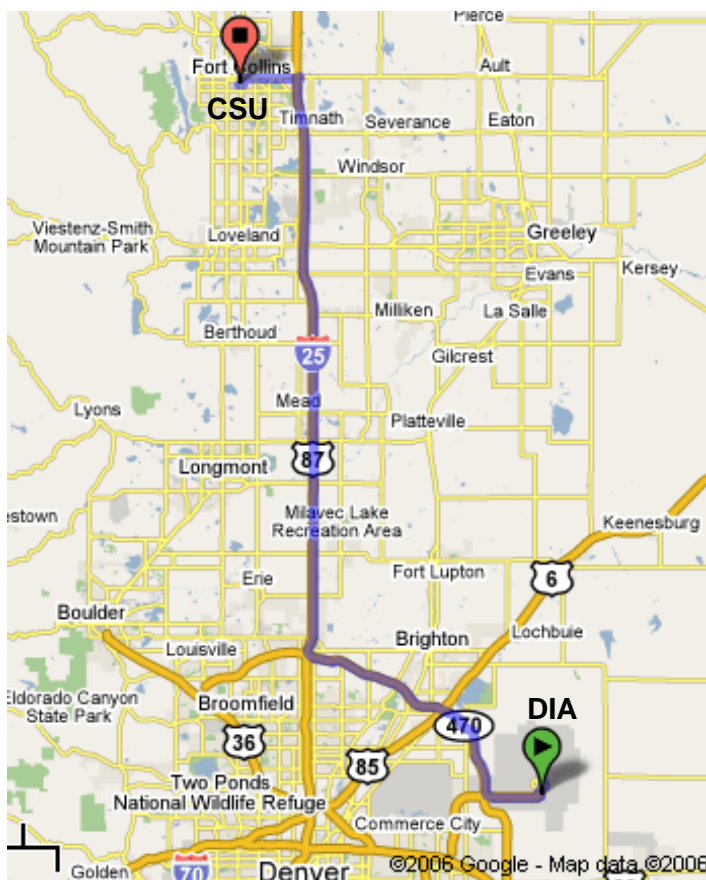 Pierce
Fort Collins
Ault
CSU
Timnath
Severance
Eaton
Windsor
Viestenz-Smith
Mountain Park
Loveland
Greeley
Evans
Kersey
Milliken
La Salle
Berthoud
25
Gilcrest
Mead
Lyons
Platteville
87
Longmont
estown
Milavec Lake
Recreation Area
Keenesburg
Erie
Fort Lupton
6
Boulder
Brighton
Lochbuie
Louisville
Eldorado Canyon
State Park
Broomfield
DIA
470
36
85
Two Ponds
National Wildlife Refuge
Commerce City
Golden
70
Denver
©2006 Google - Map data ©2006